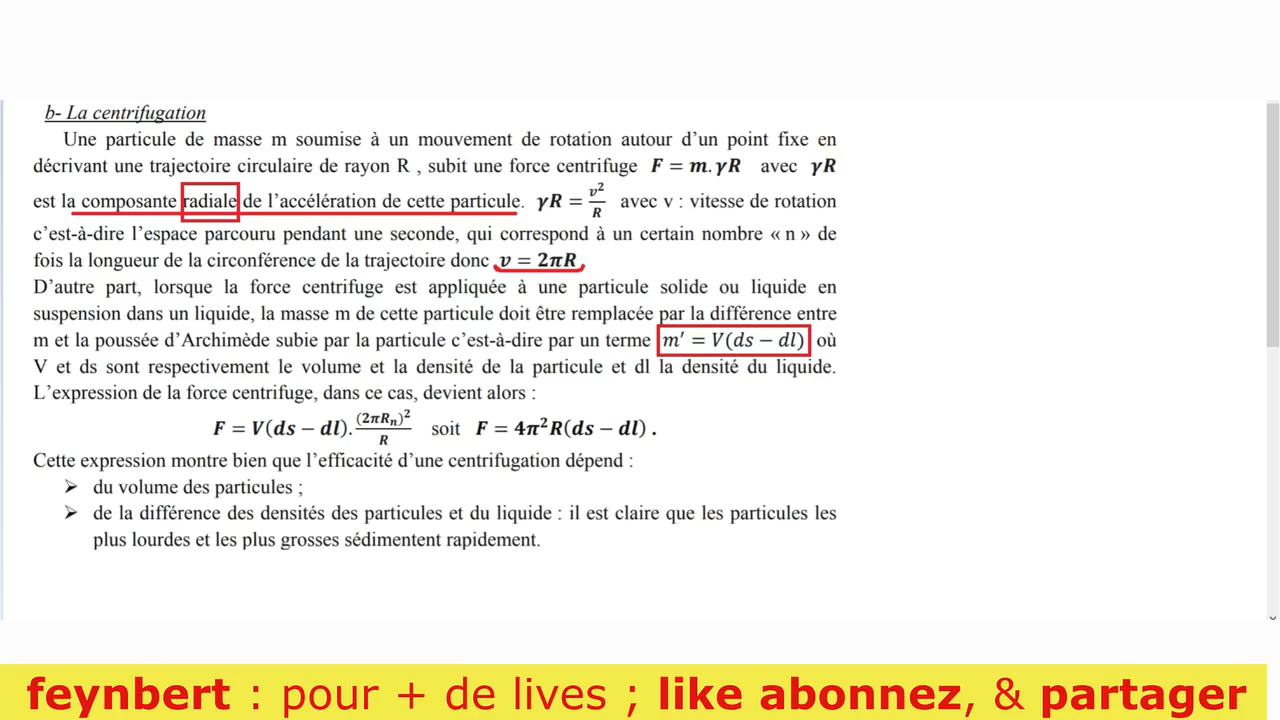 b- La centrifugation
Une particule de masse m soumise à un mouvement de rotation autour d'un point fixe en
décrivant une trajectoire circulaire de rayon R , subit une force centrifuge F = m. γR avec γR
est la composante radiale de l'accélération de cette particule. γR = v²/R avec v : vitesse de rotation
c'est-à-dire l'espace parcouru pendant une seconde, qui correspond à un certain nombre « n » de
fois la longueur de la circonférence de la trajectoire donc v = 2πR
D'autre part, lorsque la force centrifuge est appliquée à une particule solide ou liquide en
suspension dans un liquide, la masse m de cette particule doit être remplacée par la différence entre
m et la poussée d'Archimède subie par la particule c'est-à-dire par un terme m′ = V(ds − dl) où
V et ds sont respectivement le volume et la densité de la particule et dl la densité du liquide.
L'expression de la force centrifuge, dans ce cas, devient alors :
F = V(ds − dl). (2πRₙ)²/R soit F = 4π²R(ds − dl) .
Cette expression montre bien que l'efficacité d'une centrifugation dépend :
➢ du volume des particules ;
➢ de la différence des densités des particules et du liquide : il est claire que les particules les
plus lourdes et les plus grosses sédimentent rapidement.
feynbert : pour + de lives ; like abonnez, & partager